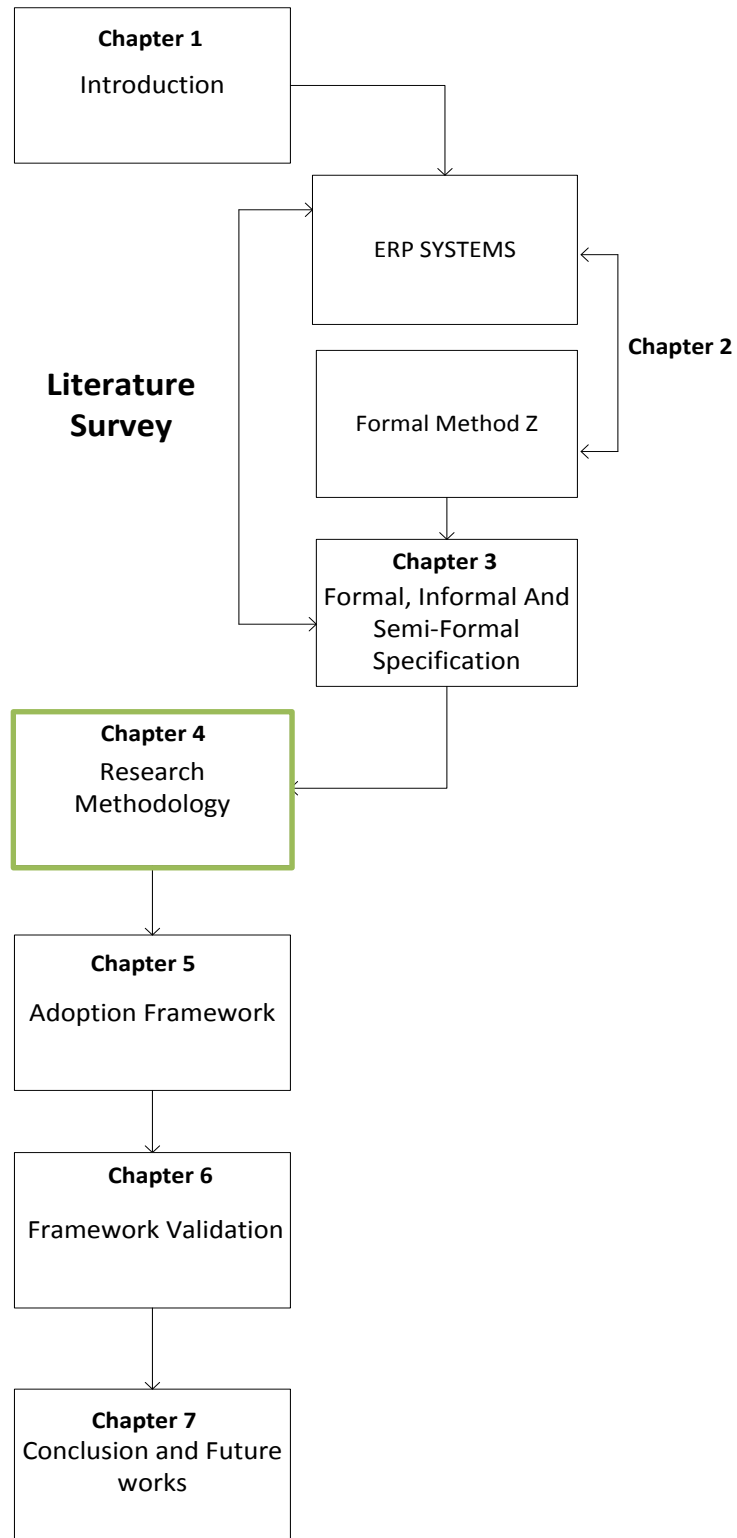 Chapter 1
Introduction
ERP SYSTEMS
Chapter 2
Literature
Survey
Formal Method Z
Chapter 3
Formal, Informal And
Semi-Formal
Specification
Chapter 4
Research
Methodology
Chapter 5
Adoption Framework
Chapter 6
Framework Validation
Chapter 7
Conclusion and Future
works